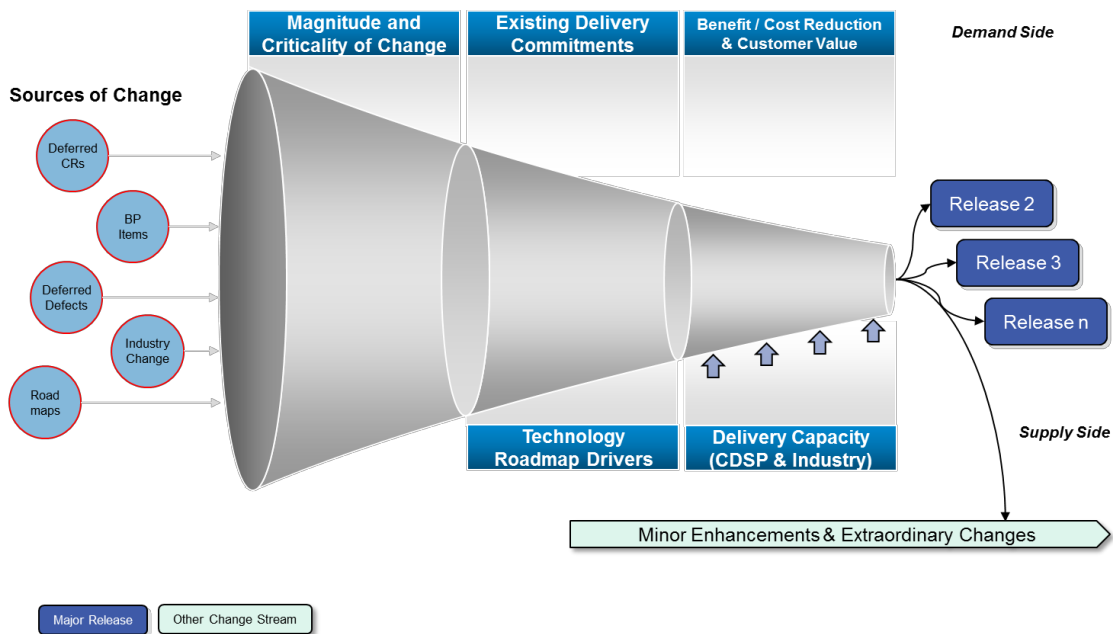 Magnitude and
Criticality of Change
Existing Delivery
Commitments
Benefit / Cost Reduction
& Customer Value
Demand Side
Sources of Change
Deferred
CRs
BP
Items
Deferred
Defects
Industry
Change
Road
maps
Release 2
Release 3
Release n
Technology
Roadmap Drivers
Delivery Capacity
(CDSP & Industry)
Supply Side
Minor Enhancements & Extraordinary Changes
Major Release
Other Change Stream